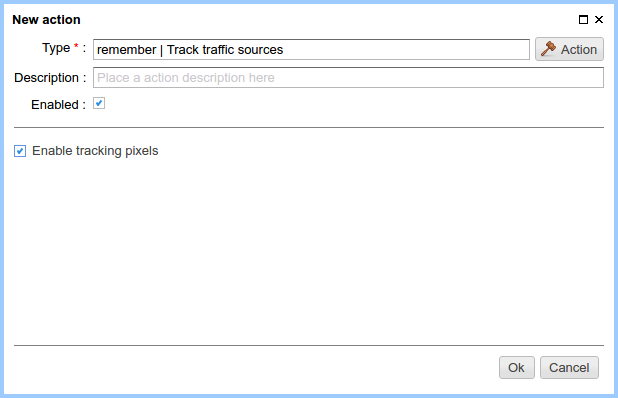 New action
Type * : remember | Track traffic sources Action
Description : Place a action description here
Enabled :
Enable tracking pixels
Ok Cancel